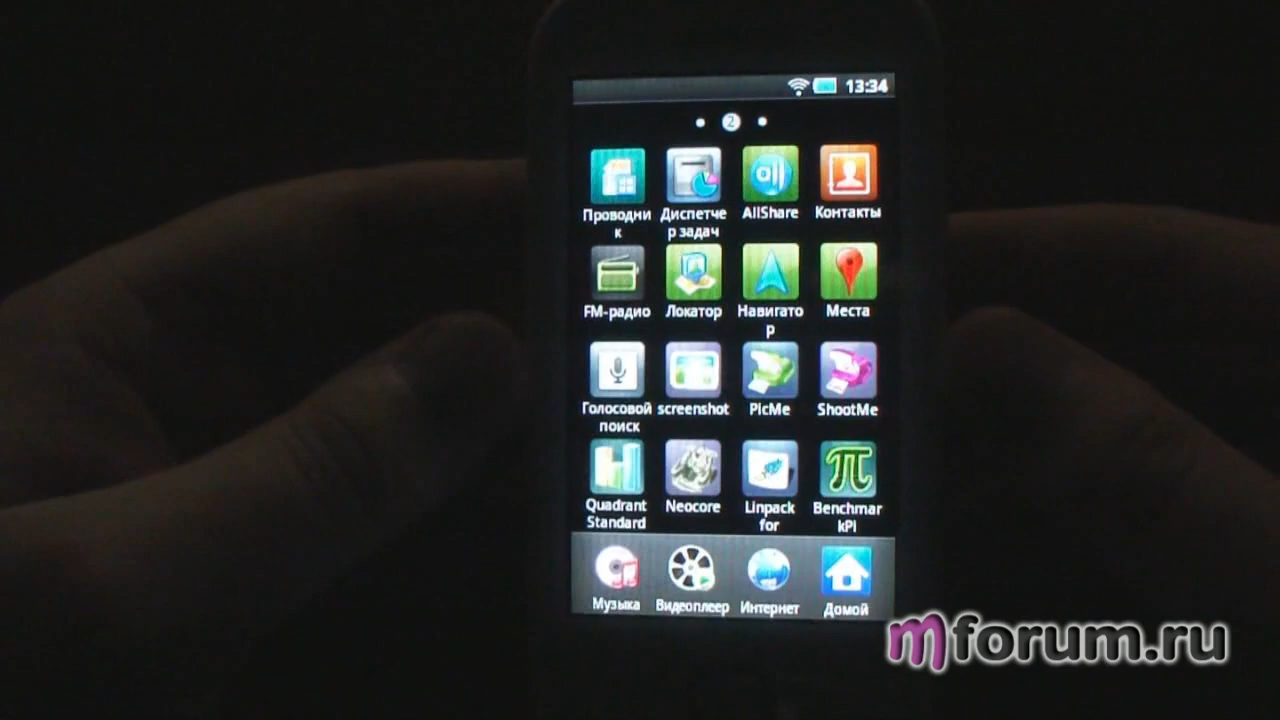 13:34
2
Проводни
к
Диспетче
р задач
AllShare
Контакты
FM-радио
Локатор
Навигато
р
Места
Голосовой
поиск
screenshot
PicMe
ShootMe
Quadrant
Standard
Neocore
Linpack
for
Benchmar
kPi
Музыка
Видеоплеер
Интернет
Домой
mforum.ru